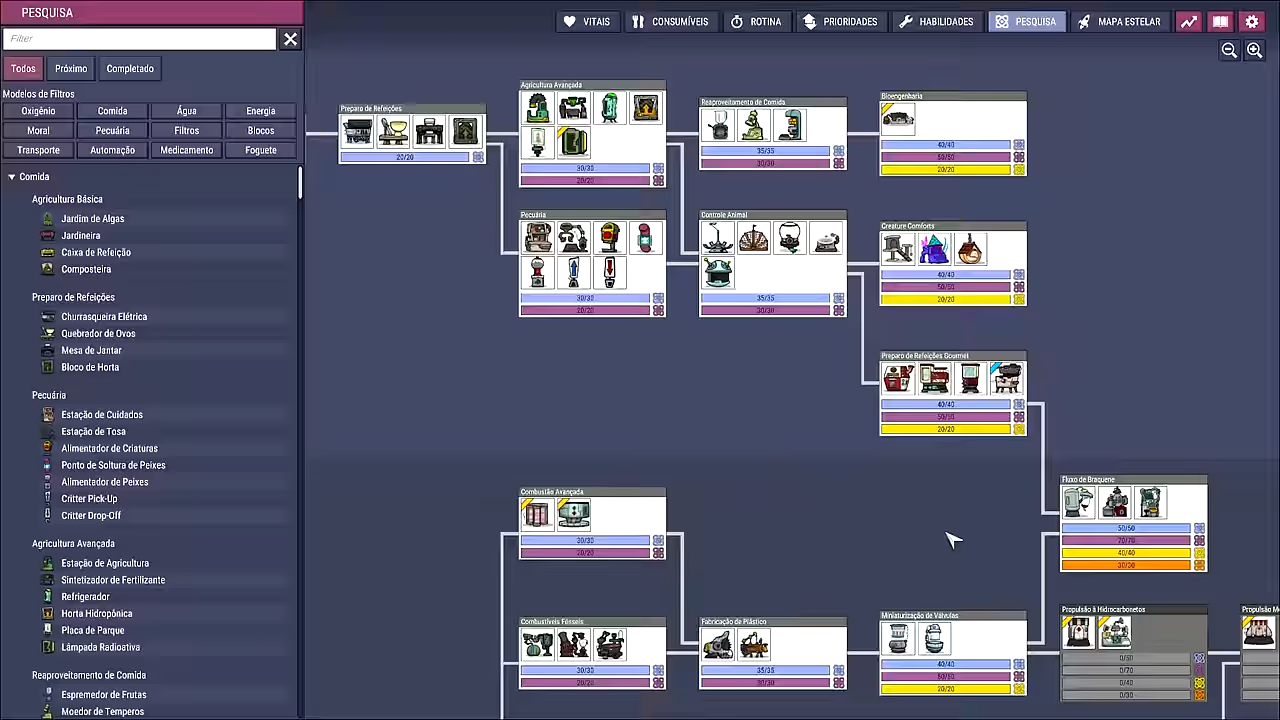 PESQUISA
VITAIS
CONSUMÍVEIS
ROTINA
PRIORIDADES
HABILIDADES
PESQUISA
MAPA ESTELAR
Filter
Todos
Próximo
Completado
Modelos de Filtros
Oxigênio
Comida
Água
Energia
Moral
Pecuária
Filtros
Blocos
Transporte
Automação
Medicamento
Foguete
Comida
Agricultura Básica
Jardim de Algas
Jardineira
Caixa de Refeição
Composteira
Preparo de Refeições
Churrasqueira Elétrica
Quebrador de Ovos
Mesa de Jantar
Bloco de Horta
Pecuária
Estação de Cuidados
Estação de Tosa
Alimentador de Criaturas
Ponto de Soltura de Peixes
Alimentador de Peixes
Critter Pick-Up
Critter Drop-Off
Agricultura Avançada
Estação de Agricultura
Sintetizador de Fertilizante
Refrigerador
Horta Hidropônica
Placa de Parque
Lâmpada Radioativa
Reaproveitamento de Comida
Espremedor de Frutas
Moedor de Temperos
Preparo de Refeições
20/20
Agricultura Avançada
30/30
20/20
Reaproveitamento de Comida
35/35
30/30
Bioengenharia
40/40
50/50
20/20
Pecuária
30/30
20/20
Controle Animal
35/35
30/30
Creature Comforts
40/40
50/50
20/20
Preparo de Refeições Gourmet
40/40
50/50
20/20
Combustão Avançada
30/30
20/20
Fluxo de Braquene
50/50
70/70
40/40
30/30
Combustíveis Fósseis
30/30
20/20
Fabricação de Plástico
35/35
30/30
Miniaturização de Válvulas
40/40
50/50
20/20
Propulsão à Hidrocarbonetos
0/50
0/70
0/40
0/30
Propulsão M